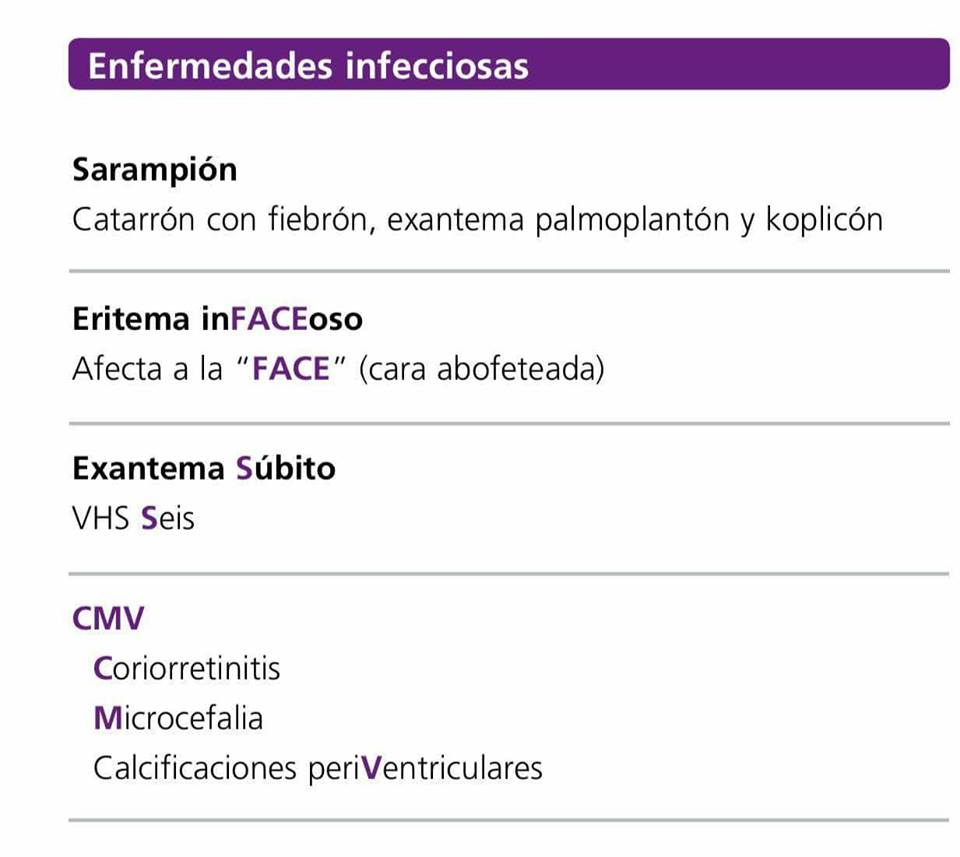 Enfermedades infecciosas
Sarampión
Catarrón con fiebrón, exantema palmoplantón y koplicón
Eritema inFACEoso
Afecta a la “FACE” (cara abofeteada)
Exantema Súbito
VHS Seis
CMV
Coriorretinitis
Microcefalia
Calcificaciones periVentriculares